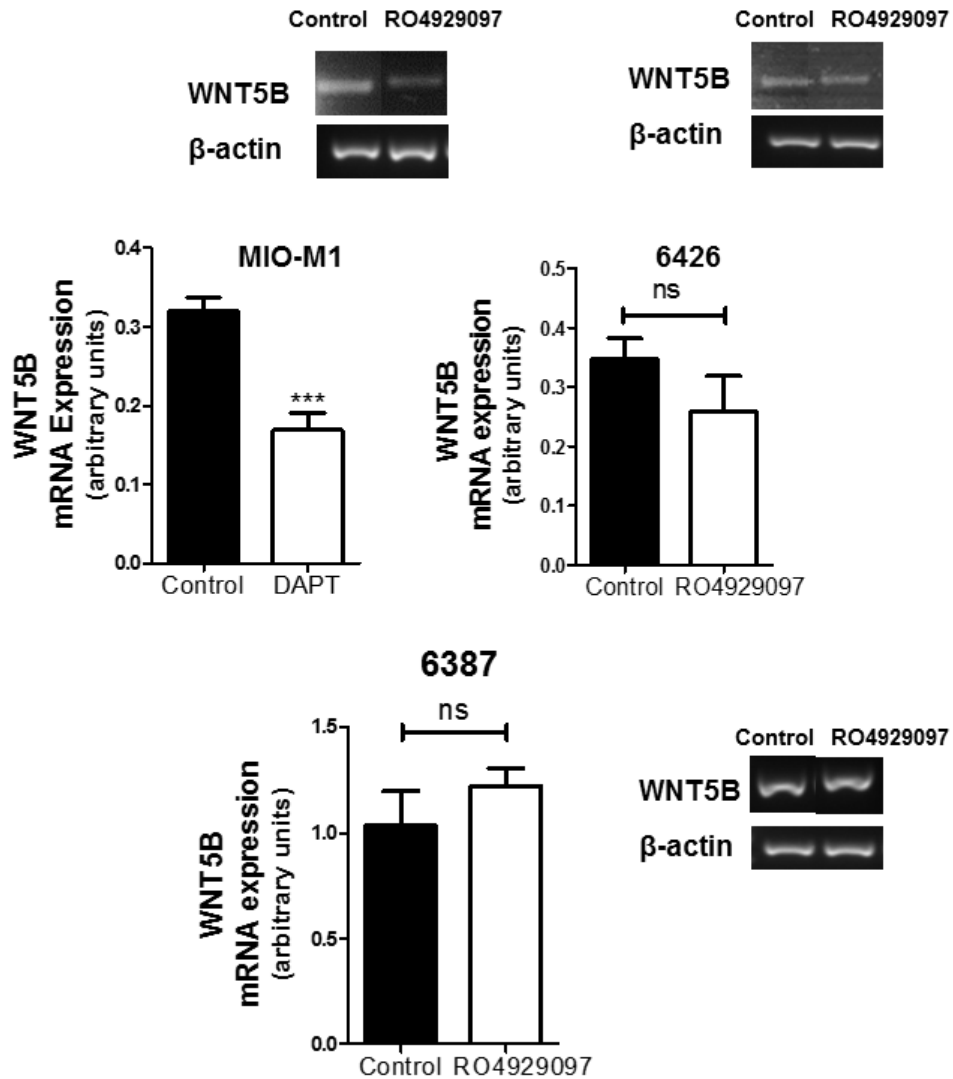 Control RO4929097
WNT5B
β-actin
Control RO4929097
WNT5B
β-actin
MIO-M1
WNT5B
mRNA Expression
(arbitrary units)
0.4
0.3
0.2
0.1
0.0
***
Control DAPT
6426
ns
WNT5B
mRNA expression
(arbitrary units)
0.5
0.4
0.3
0.2
0.1
0.0
Control RO4929097
6387
ns
WNT5B
mRNA expression
(arbitrary units)
1.5
1.0
0.5
0.0
Control RO4929097
Control RO4929097
WNT5B
β-actin